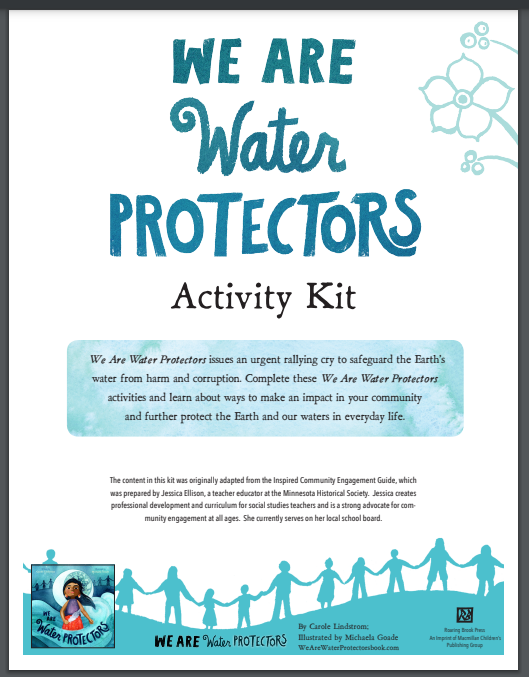 WE ARE
Water
PROTECTORS
Activity Kit
We Are Water Protectors issues an urgent rallying cry to safeguard the Earth's
water from harm and corruption. Complete these We Are Water Protectors
activities and learn about ways to make an impact in your community
and further protect the Earth and our waters in everyday life.
The content in this kit was originally adapted from the Inspired Community Engagement Guide, which
was prepared by Jessica Ellison, a teacher educator at the Minnesota Historical Society. Jessica creates
professional development and curriculum for social studies teachers and is a strong advocate for com-
munity engagement at all ages. She currently serves on her local school board.
WE ARE
Water PROTECTORS
WE ARE Water PROTECTORS
By Carole Lindstrom;
Illustrated by Michaela Goade
WeAreWaterProtectorsbook.com
Roaring Brook Press
An Imprint of Macmillan Children's
Publishing Group